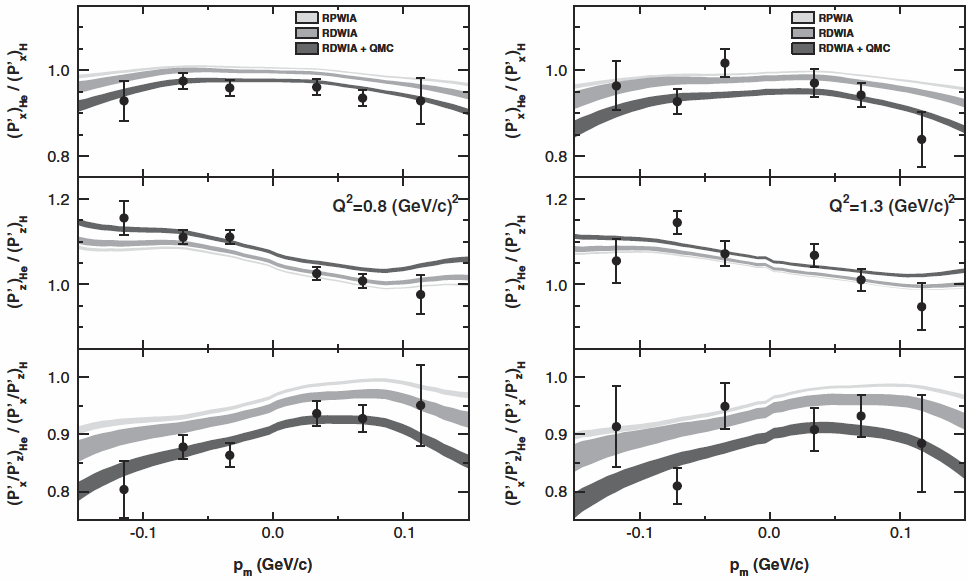 RPWIA
RDWIA
RDWIA + QMC
(P'x)He / (P'x)H
1.0
0.8
RPWIA
RDWIA
RDWIA + QMC
(P'x)He / (P'x)H
1.0
0.8
Q²=0.8 (GeV/c)²
(P'z)He / (P'z)H
1.2
1.0
Q²=1.3 (GeV/c)²
(P'z)He / (P'z)H
1.2
1.0
(P'x/P'z)He / (P'x/P'z)H
1.0
0.9
0.8
-0.1 0.0 0.1
pm (GeV/c)
(P'x/P'z)He / (P'x/P'z)H
1.0
0.9
0.8
-0.1 0.0 0.1
pm (GeV/c)